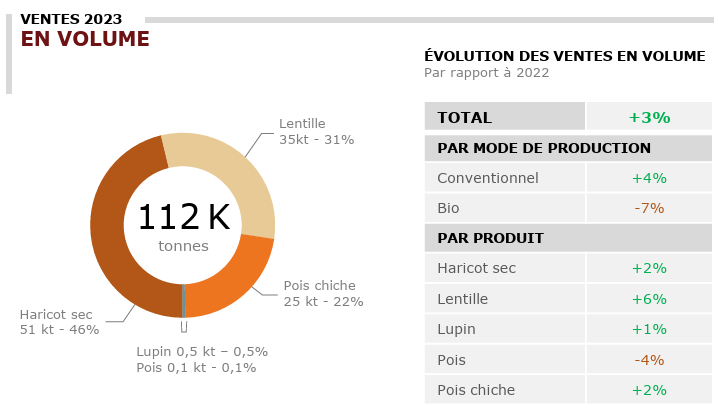 VENTES 2023
EN VOLUME
Lentille
35kt - 31%
112 K
tonnes
Pois chiche
25 kt - 22%
Haricot sec
51 kt - 46%
Lupin 0,5 kt – 0,5%
Pois 0,1 kt - 0,1%
ÉVOLUTION DES VENTES EN VOLUME
Par rapport à 2022
TOTAL +3%
PAR MODE DE PRODUCTION
Conventionnel +4%
Bio -7%
PAR PRODUIT
Haricot sec +2%
Lentille +6%
Lupin +1%
Pois -4%
Pois chiche +2%